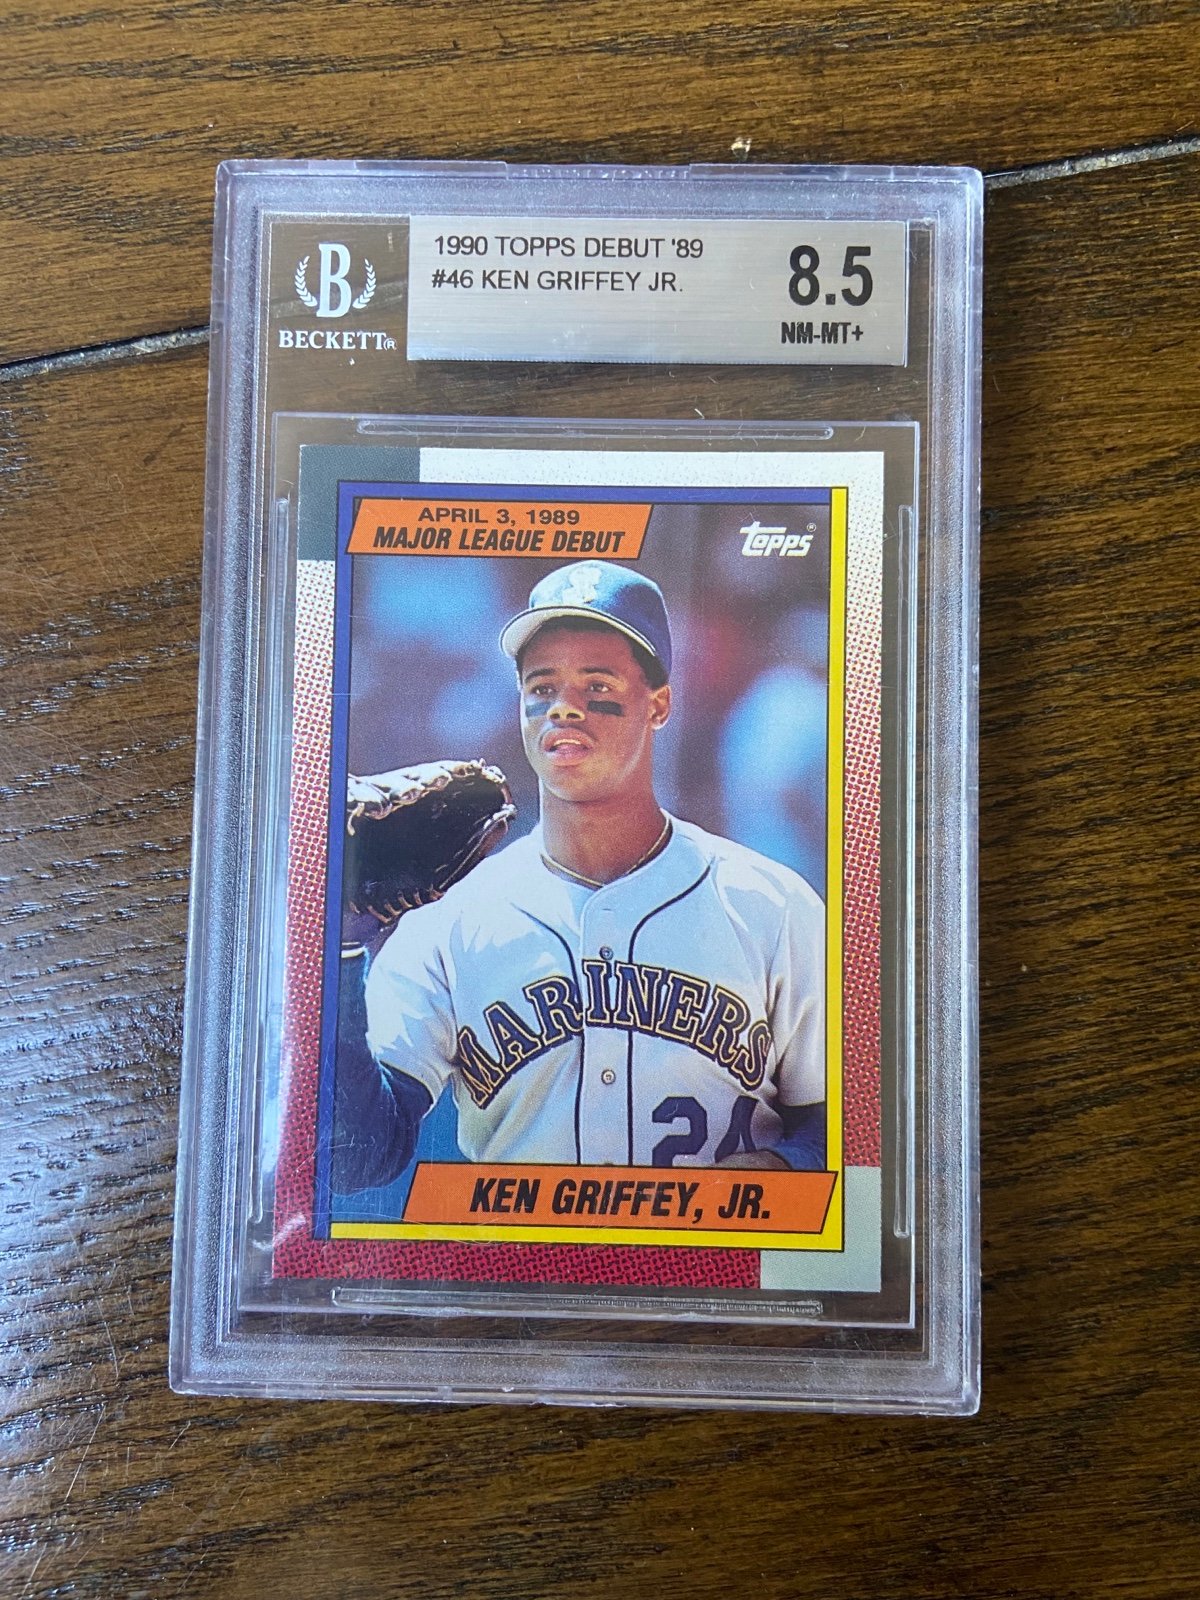 1990 TOPPS DEBUT '89
#46 KEN GRIFFEY JR.
8.5
NM-MT+
B
BECKETT®
APRIL 3, 1989
MAJOR LEAGUE DEBUT
Topps®
S
MARINERS
24
KEN GRIFFEY, JR.